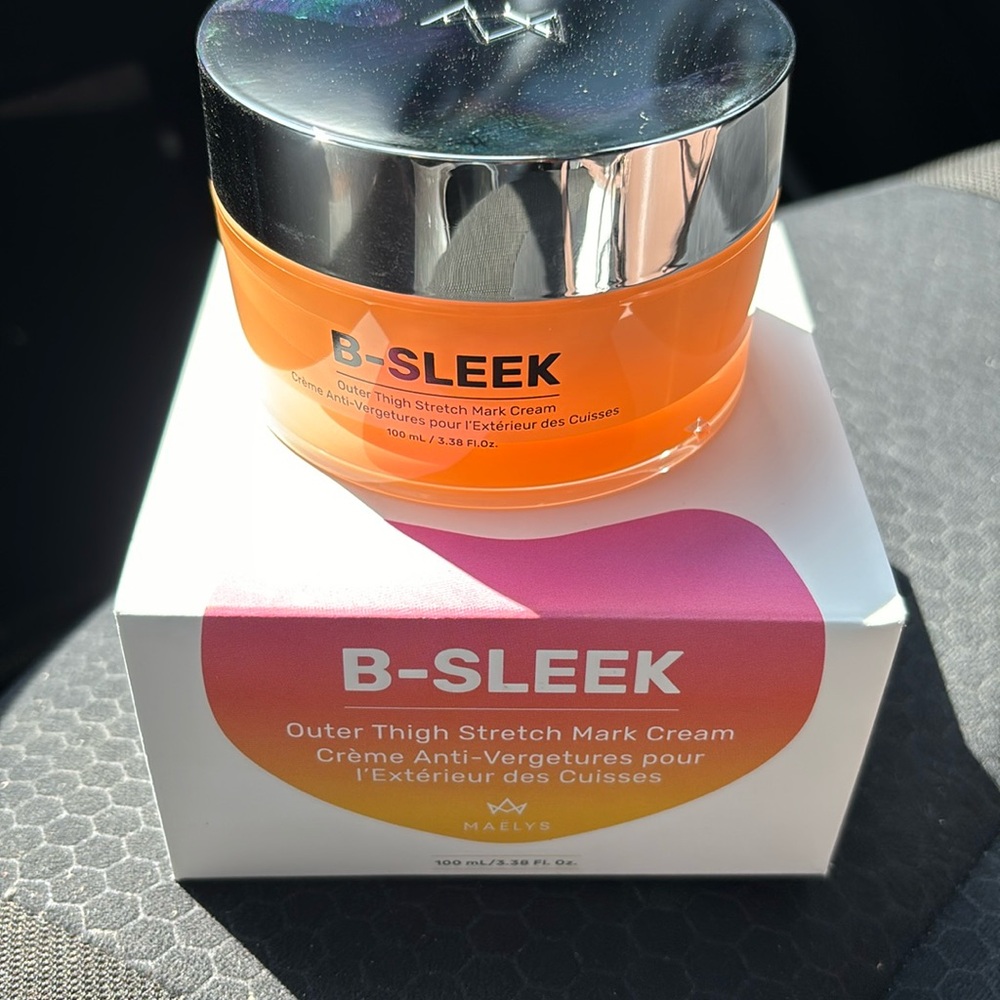 B-SLEEK
Outer Thigh Stretch Mark Cream
Crème Anti-Vergetures pour l'Extérieur des Cuisses
100 mL / 3.38 Fl.Oz.
B-SLEEK
Outer Thigh Stretch Mark Cream
Crème Anti-Vergetures pour
l'Extérieur des Cuisses
MAËLYS
100 mL/3.38 Fl. Oz.